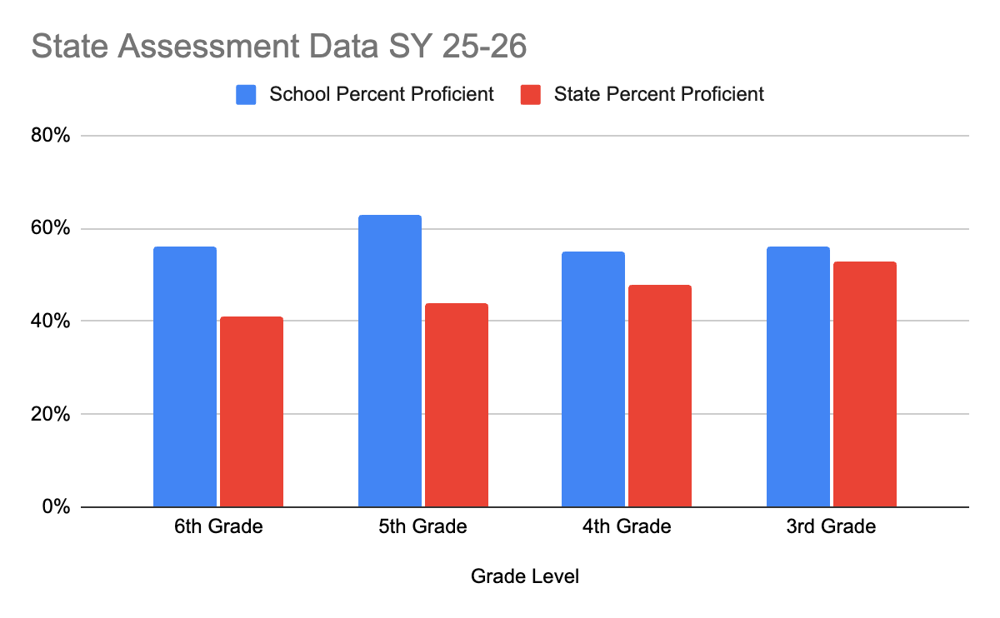 State Assessment Data SY 25-26
School Percent Proficient State Percent Proficient
80%
60%
40%
20%
0%
6th Grade 5th Grade 4th Grade 3rd Grade
Grade Level